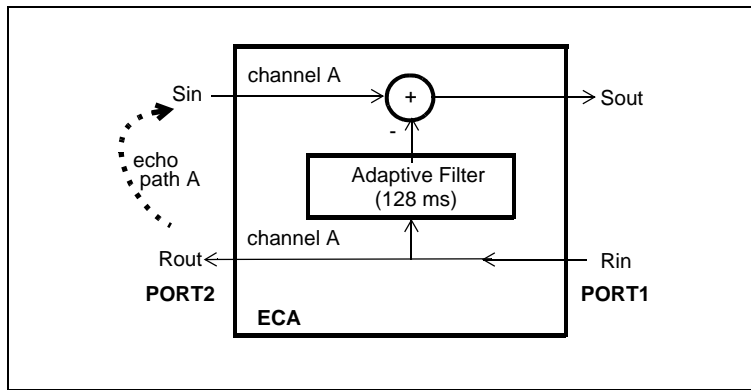 channel A
Sin
+
Sout
-
echo
path A
Adaptive Filter
(128 ms)
channel A
Rout
Rin
PORT2
PORT1
ECA